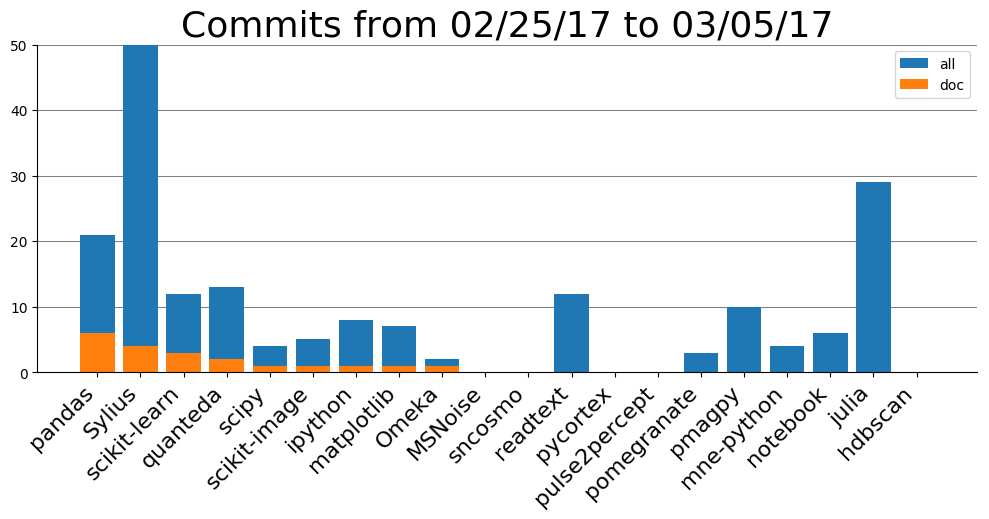 Commits from 02/25/17 to 03/05/17
50
40
30
20
10
0
all
doc
pandas
Sylius
scikit-learn
quanteda
scipy
scikit-image
ipython
matplotlib
Omeka
MSNoise
sncosmo
readtext
pycortex
pulse2percept
pomegranate
pmagpy
mne-python
notebook
julia
hdbscan